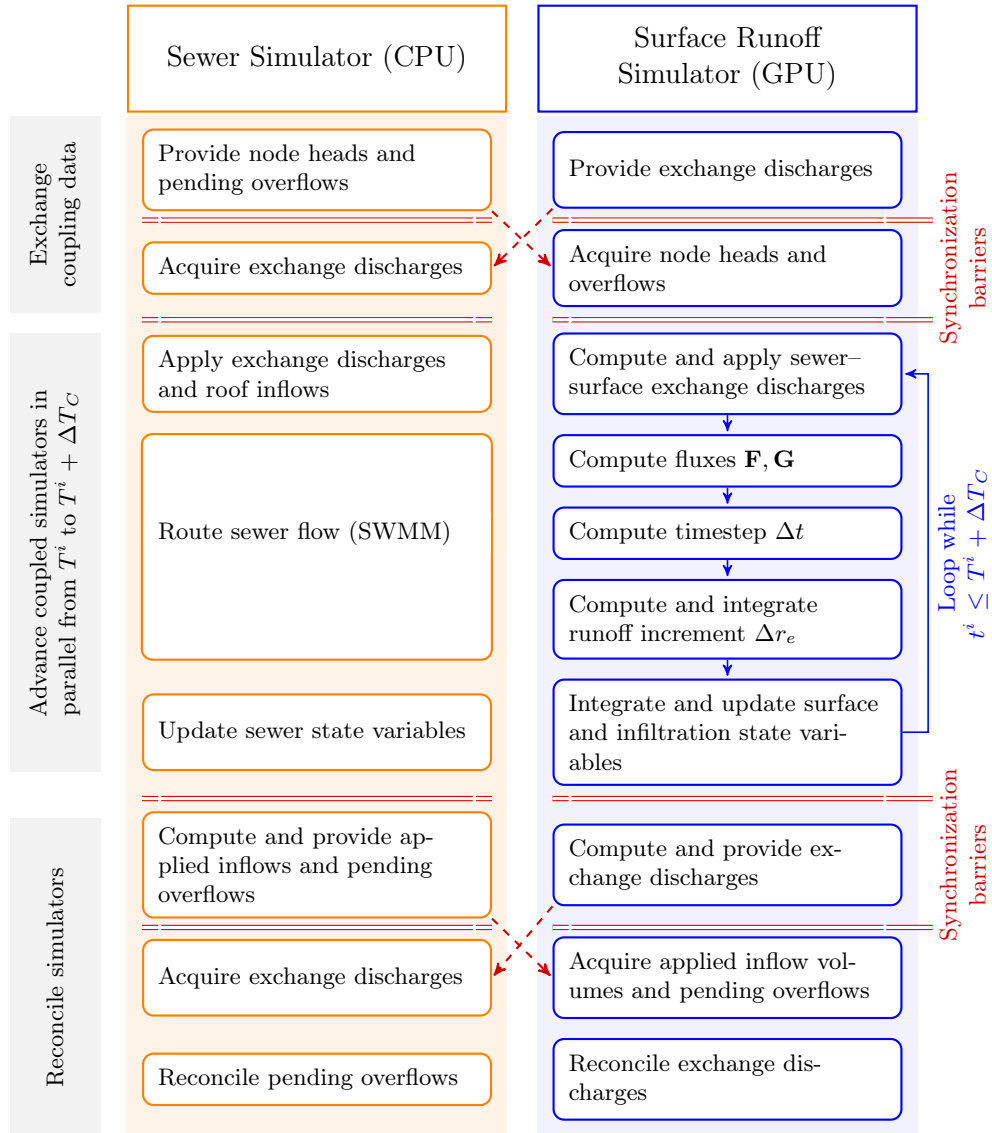 Sewer Simulator (CPU)
Surface Runoff
Simulator (GPU)
Exchange
coupling data
Provide node heads and
pending overflows
Provide exchange discharges
Acquire exchange discharges
Acquire node heads and
overflows
Synchronization
barriers
Advance coupled simulators in
parallel from T^i to T^i + ΔT_C
Apply exchange discharges
and roof inflows
Route sewer flow (SWMM)
Update sewer state variables
Compute and apply sewer–
surface exchange discharges
Compute fluxes F, G
Compute timestep Δt
Compute and integrate
runoff increment Δr_e
Integrate and update surface
and infiltration state vari-
ables
Loop while
t^i ≤ T^i + ΔT_C
Reconcile simulators
Compute and provide ap-
plied inflows and pending
overflows
Compute and provide ex-
change discharges
Acquire exchange discharges
Acquire applied inflow vol-
umes and pending overflows
Reconcile pending overflows
Reconcile exchange dis-
charges
Synchronization
barriers